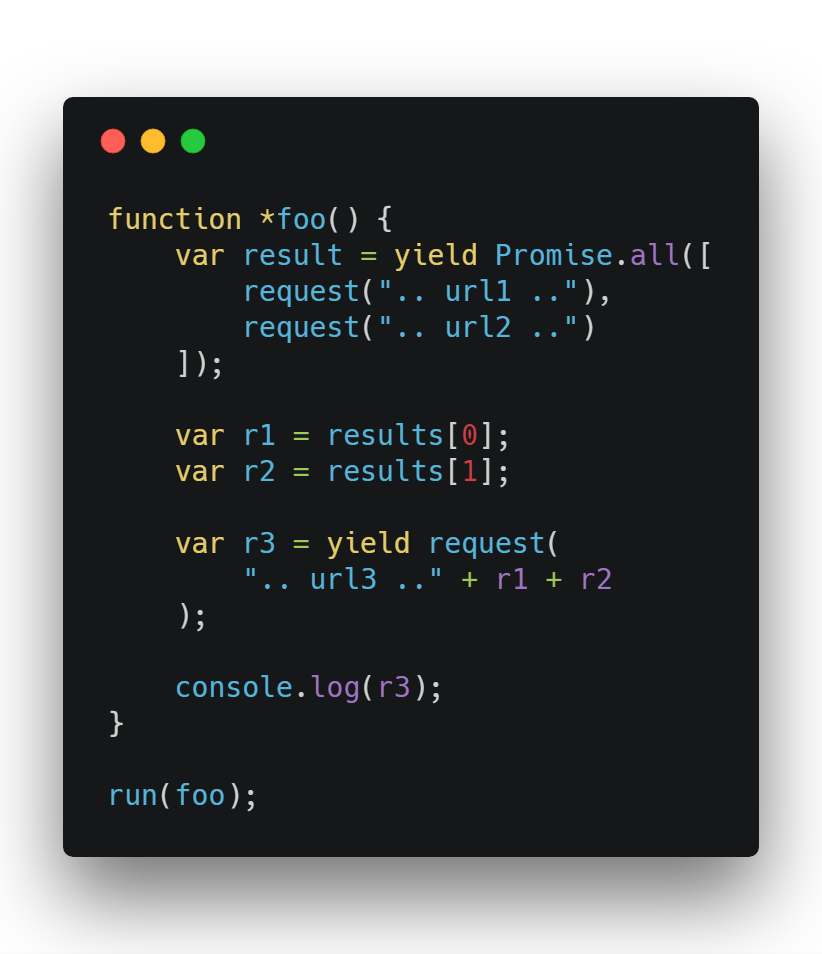 function *foo() {
    var result = yield Promise.all([
        request(".. url1 .."),
        request(".. url2 ..")
    ]);

    var r1 = results[0];
    var r2 = results[1];

    var r3 = yield request(
        ".. url3 .." + r1 + r2
    );

    console.log(r3);
}

run(foo);